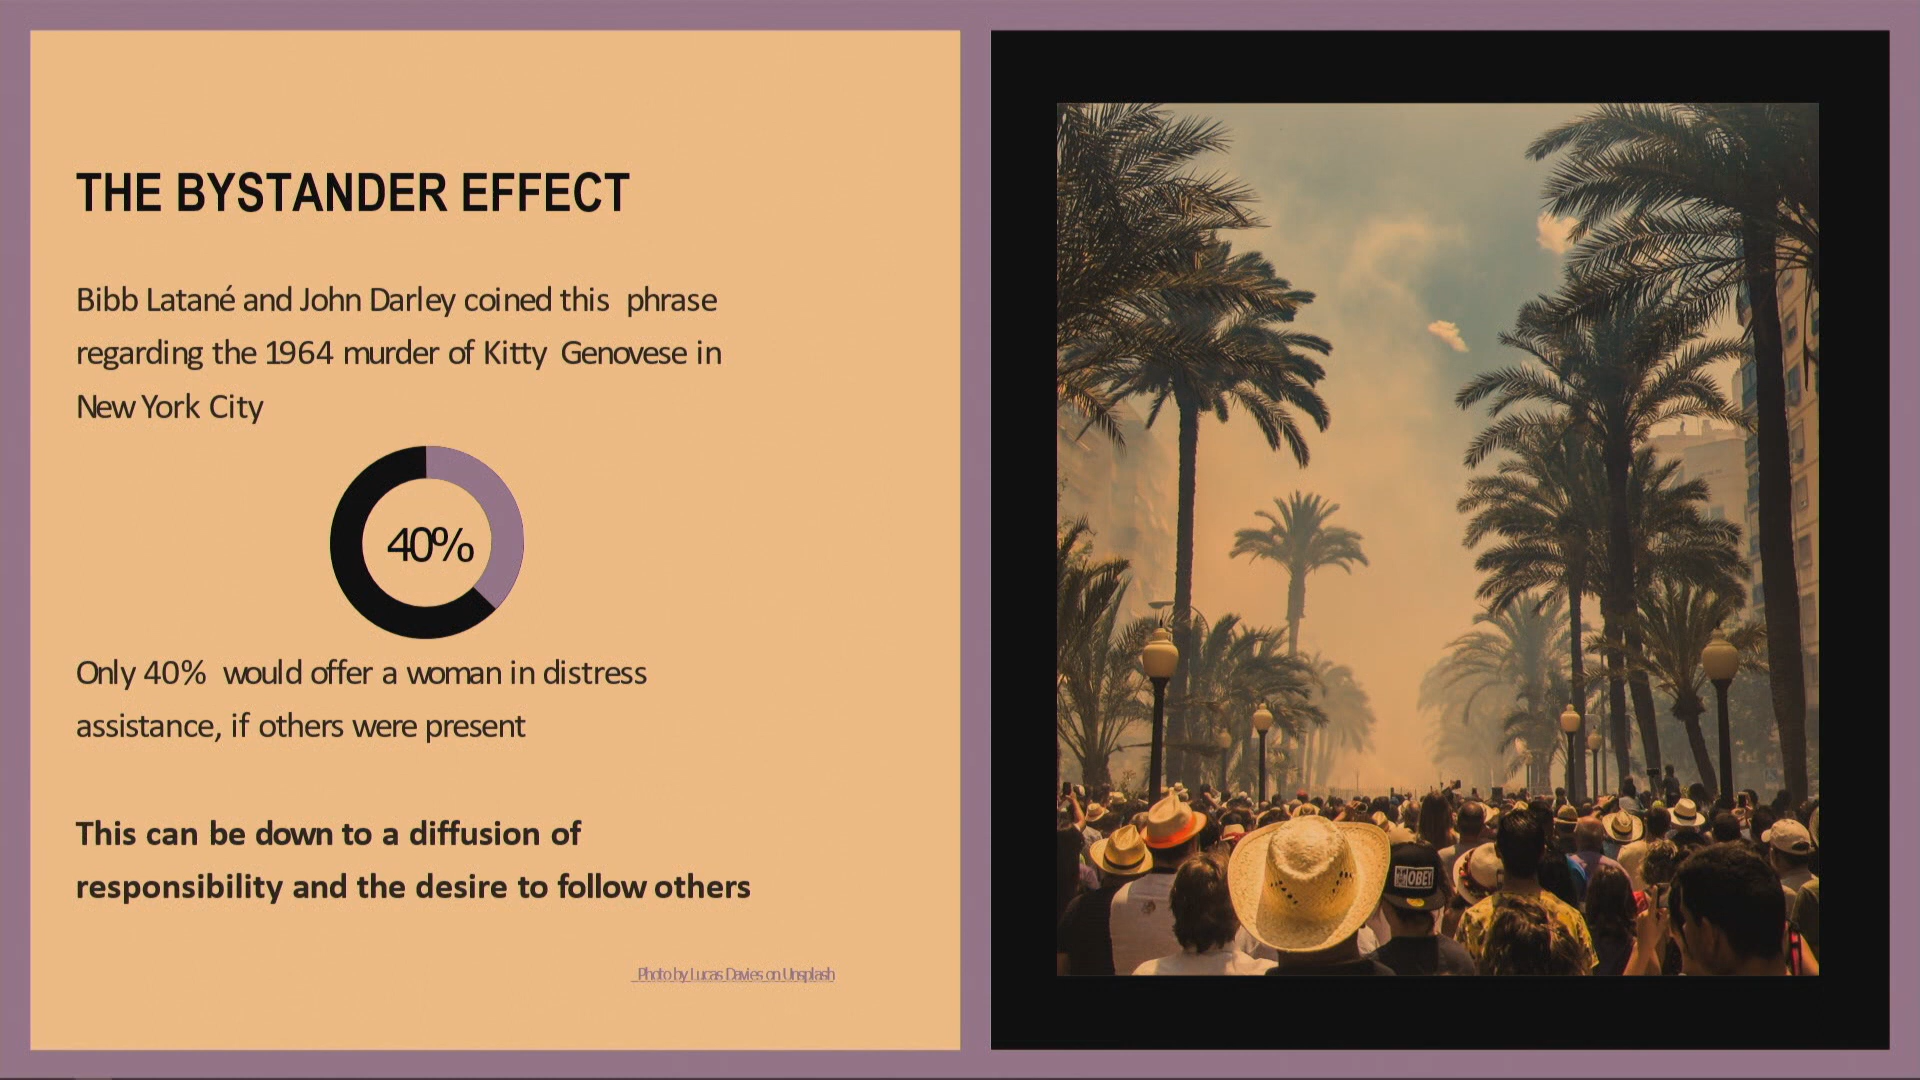 THE BYSTANDER EFFECT
Bibb Latané and John Darley coined this phrase
regarding the 1964 murder of Kitty Genovese in
New York City
40%
Only 40% would offer a woman in distress
assistance, if others were present
This can be down to a diffusion of
responsibility and the desire to follow others
Photo by Lucas Davies on Unsplash
OBEY